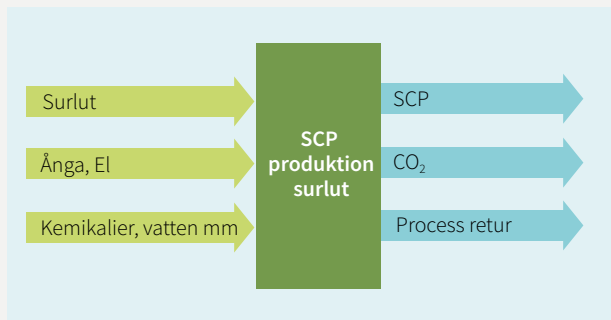 Surlut
Ånga, El
Kemikalier, vatten mm
SCP
produktion
surlut
SCP
CO₂
Process retur